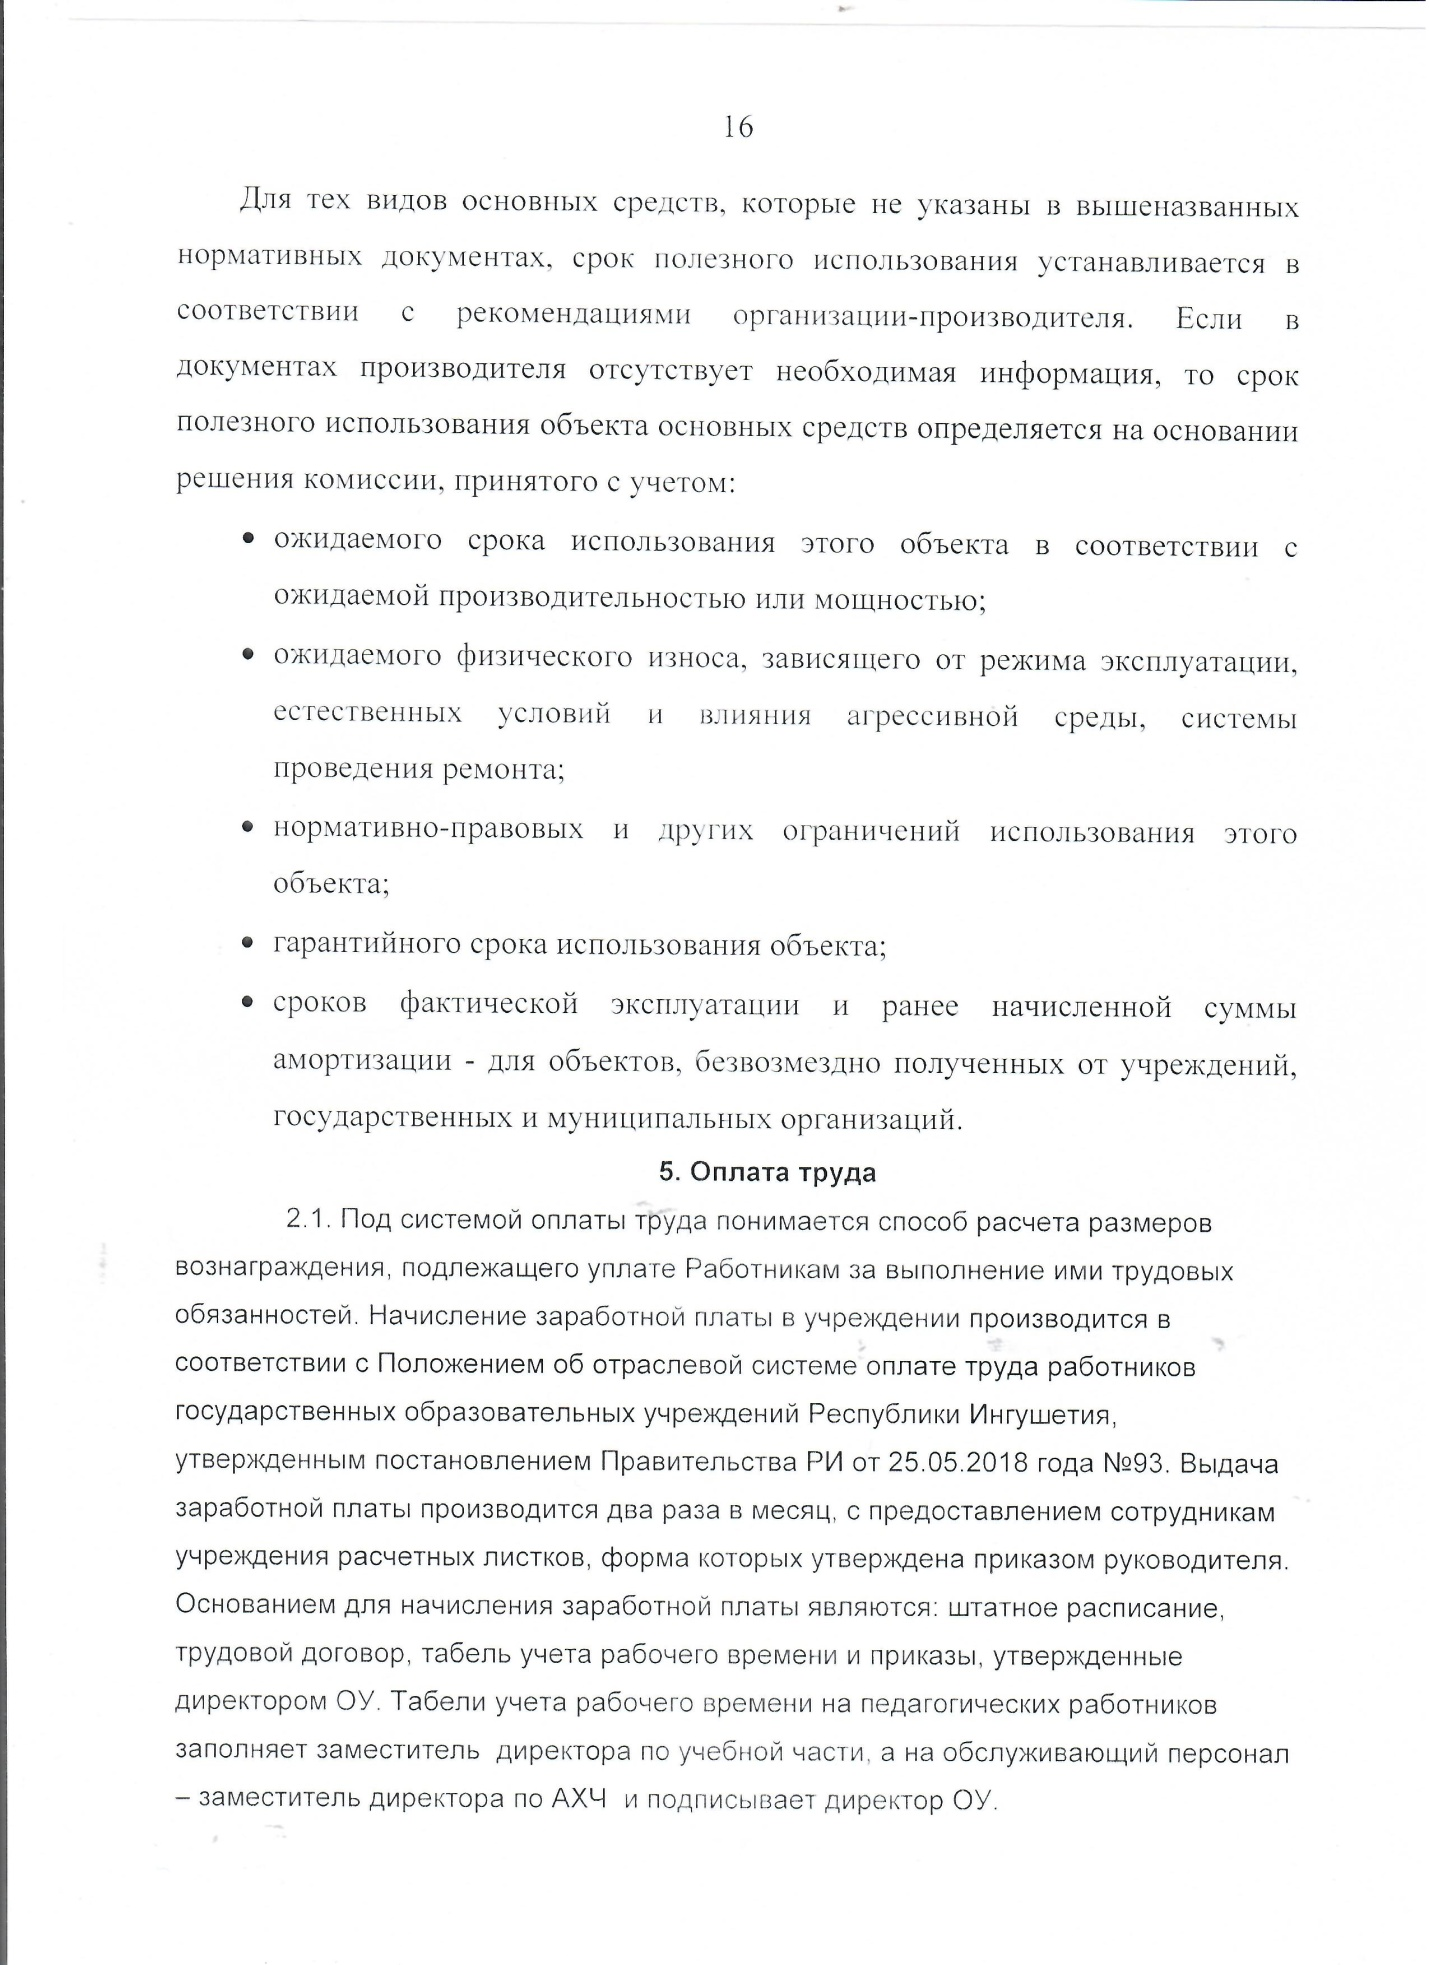 16
Для тех видов основных средств, которые не указаны в вышеназванных
нормативных документах, срок полезного использования устанавливается в
соответствии с рекомендациями организации-производителя. Если в
документах производителя отсутствует необходимая информация, то срок
полезного использования объекта основных средств определяется на основании
решения комиссии, принятого с учетом:
• ожидаемого срока использования этого объекта в соответствии с
ожидаемой производительностью или мощностью;
• ожидаемого физического износа, зависящего от режима эксплуатации,
естественных условий и влияния агрессивной среды, системы
проведения ремонта;
• нормативно-правовых и других ограничений использования этого
объекта;
• гарантийного срока использования объекта;
• сроков фактической эксплуатации и ранее начисленной суммы
амортизации - для объектов, безвозмездно полученных от учреждений,
государственных и муниципальных организаций.
5. Оплата труда
2.1. Под системой оплаты труда понимается способ расчета размеров
вознаграждения, подлежащего уплате Работникам за выполнение ими трудовых
обязанностей. Начисление заработной платы в учреждении производится в
соответствии с Положением об отраслевой системе оплате труда работников
государственных образовательных учреждений Республики Ингушетия,
утвержденным постановлением Правительства РИ от 25.05.2018 года №93. Выдача
заработной платы производится два раза в месяц, с предоставлением сотрудникам
учреждения расчетных листков, форма которых утверждена приказом руководителя.
Основанием для начисления заработной платы являются: штатное расписание,
трудовой договор, табель учета рабочего времени и приказы, утвержденные
директором ОУ. Табели учета рабочего времени на педагогических работников
заполняет заместитель директора по учебной части, а на обслуживающий персонал
– заместитель директора по АХЧ и подписывает директор ОУ.